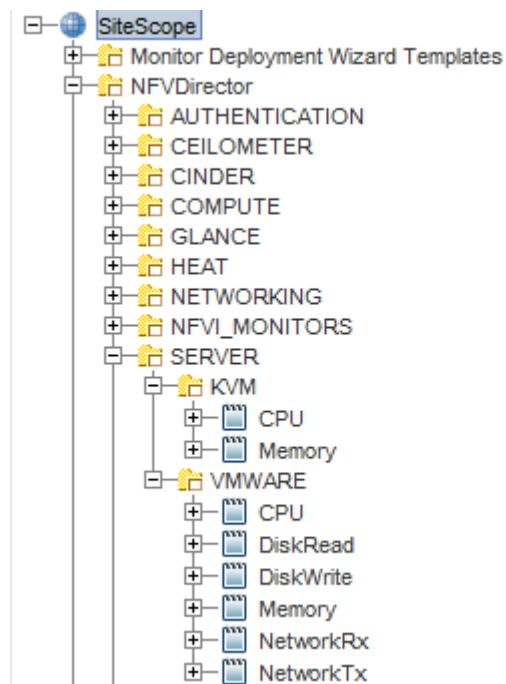 SiteScope
Monitor Deployment Wizard Templates
NFVDirector
AUTHENTICATION
CEILOMETER
CINDER
COMPUTE
GLANCE
HEAT
NETWORKING
NFVI_MONITORS
SERVER
KVM
CPU
Memory
VMWARE
CPU
DiskRead
DiskWrite
Memory
NetworkRx
NetworkTx